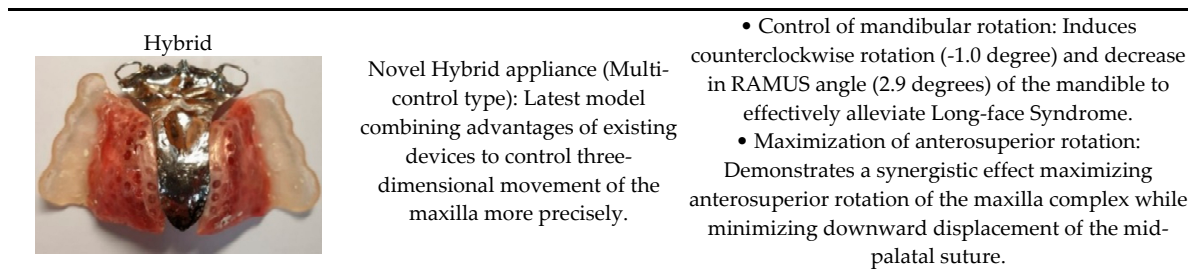 Hybrid
Novel Hybrid appliance (Multi-
control type): Latest model
combining advantages of existing
devices to control three-
dimensional movement of the
maxilla more precisely.
• Control of mandibular rotation: Induces
counterclockwise rotation (-1.0 degree) and decrease
in RAMUS angle (2.9 degrees) of the mandible to
effectively alleviate Long-face Syndrome.
• Maximization of anterosuperior rotation:
Demonstrates a synergistic effect maximizing
anterosuperior rotation of the maxilla complex while
minimizing downward displacement of the mid-
palatal suture.